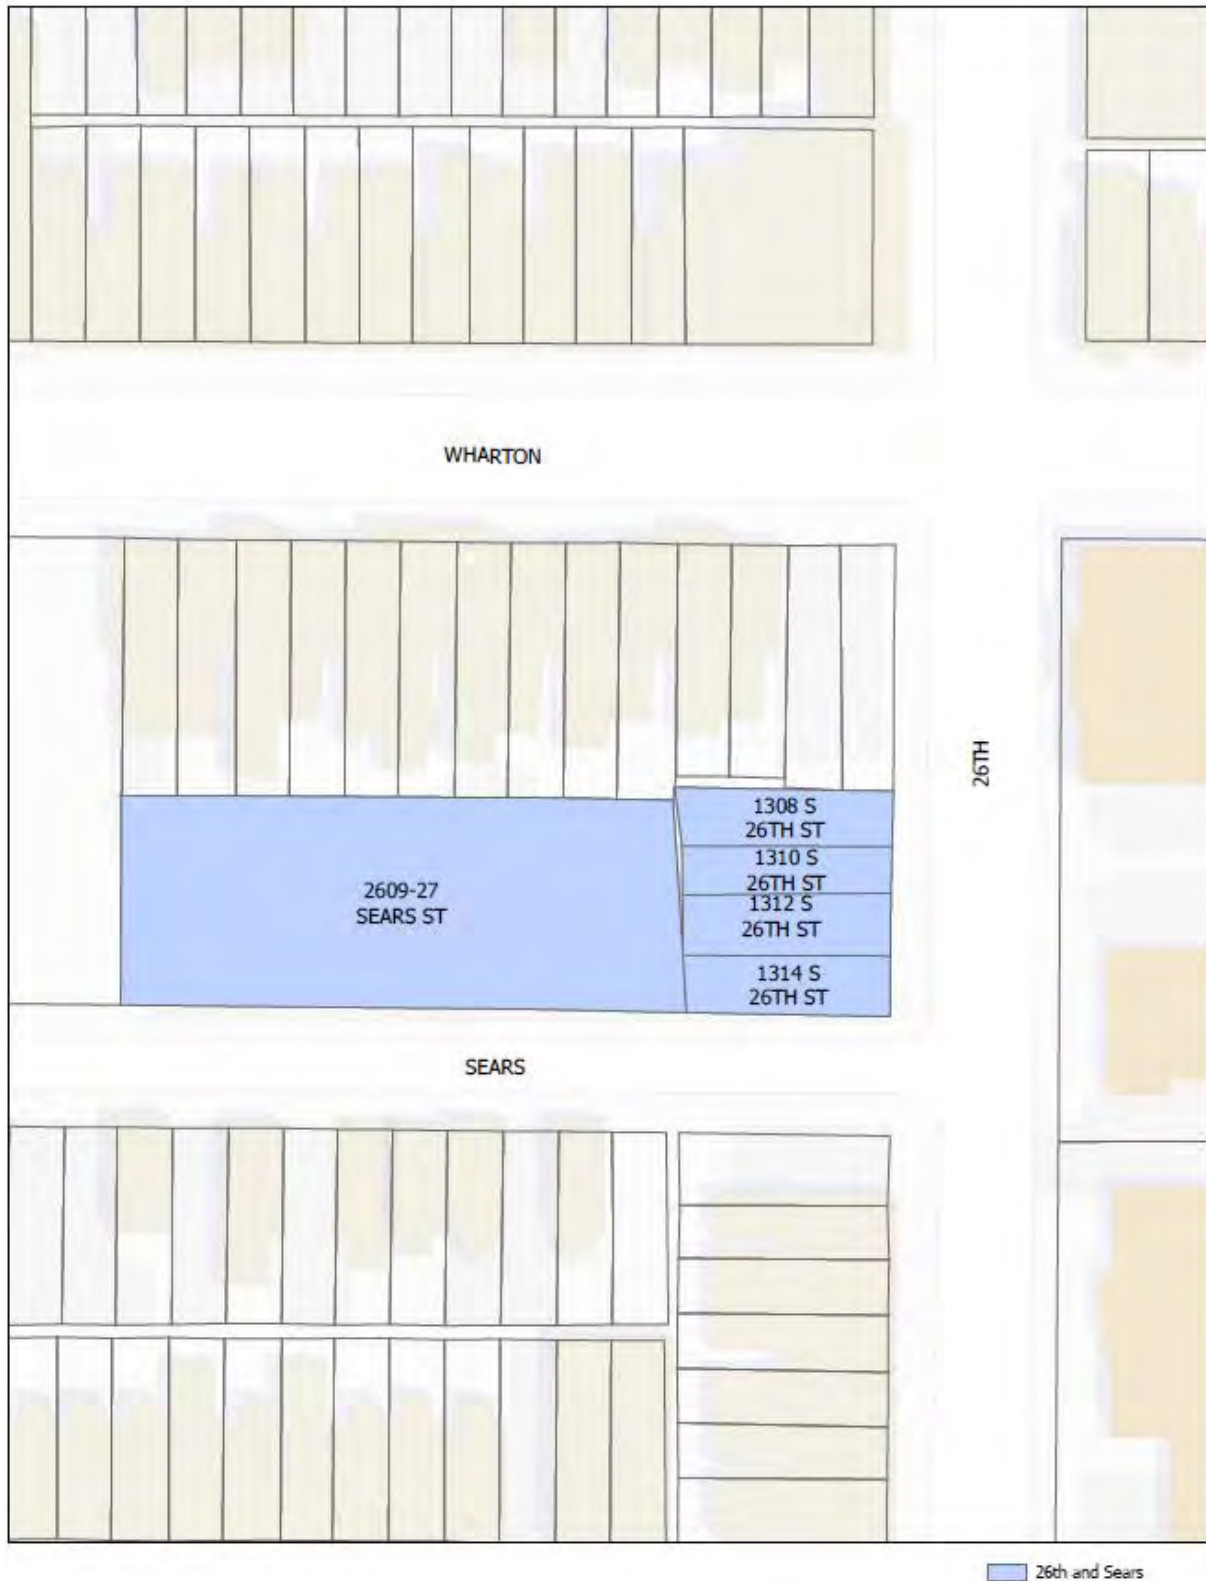 WHARTON
26TH
1308 S
26TH ST
1310 S
26TH ST
1312 S
26TH ST
2609-27
SEARS ST
1314 S
26TH ST
SEARS
26th and Sears